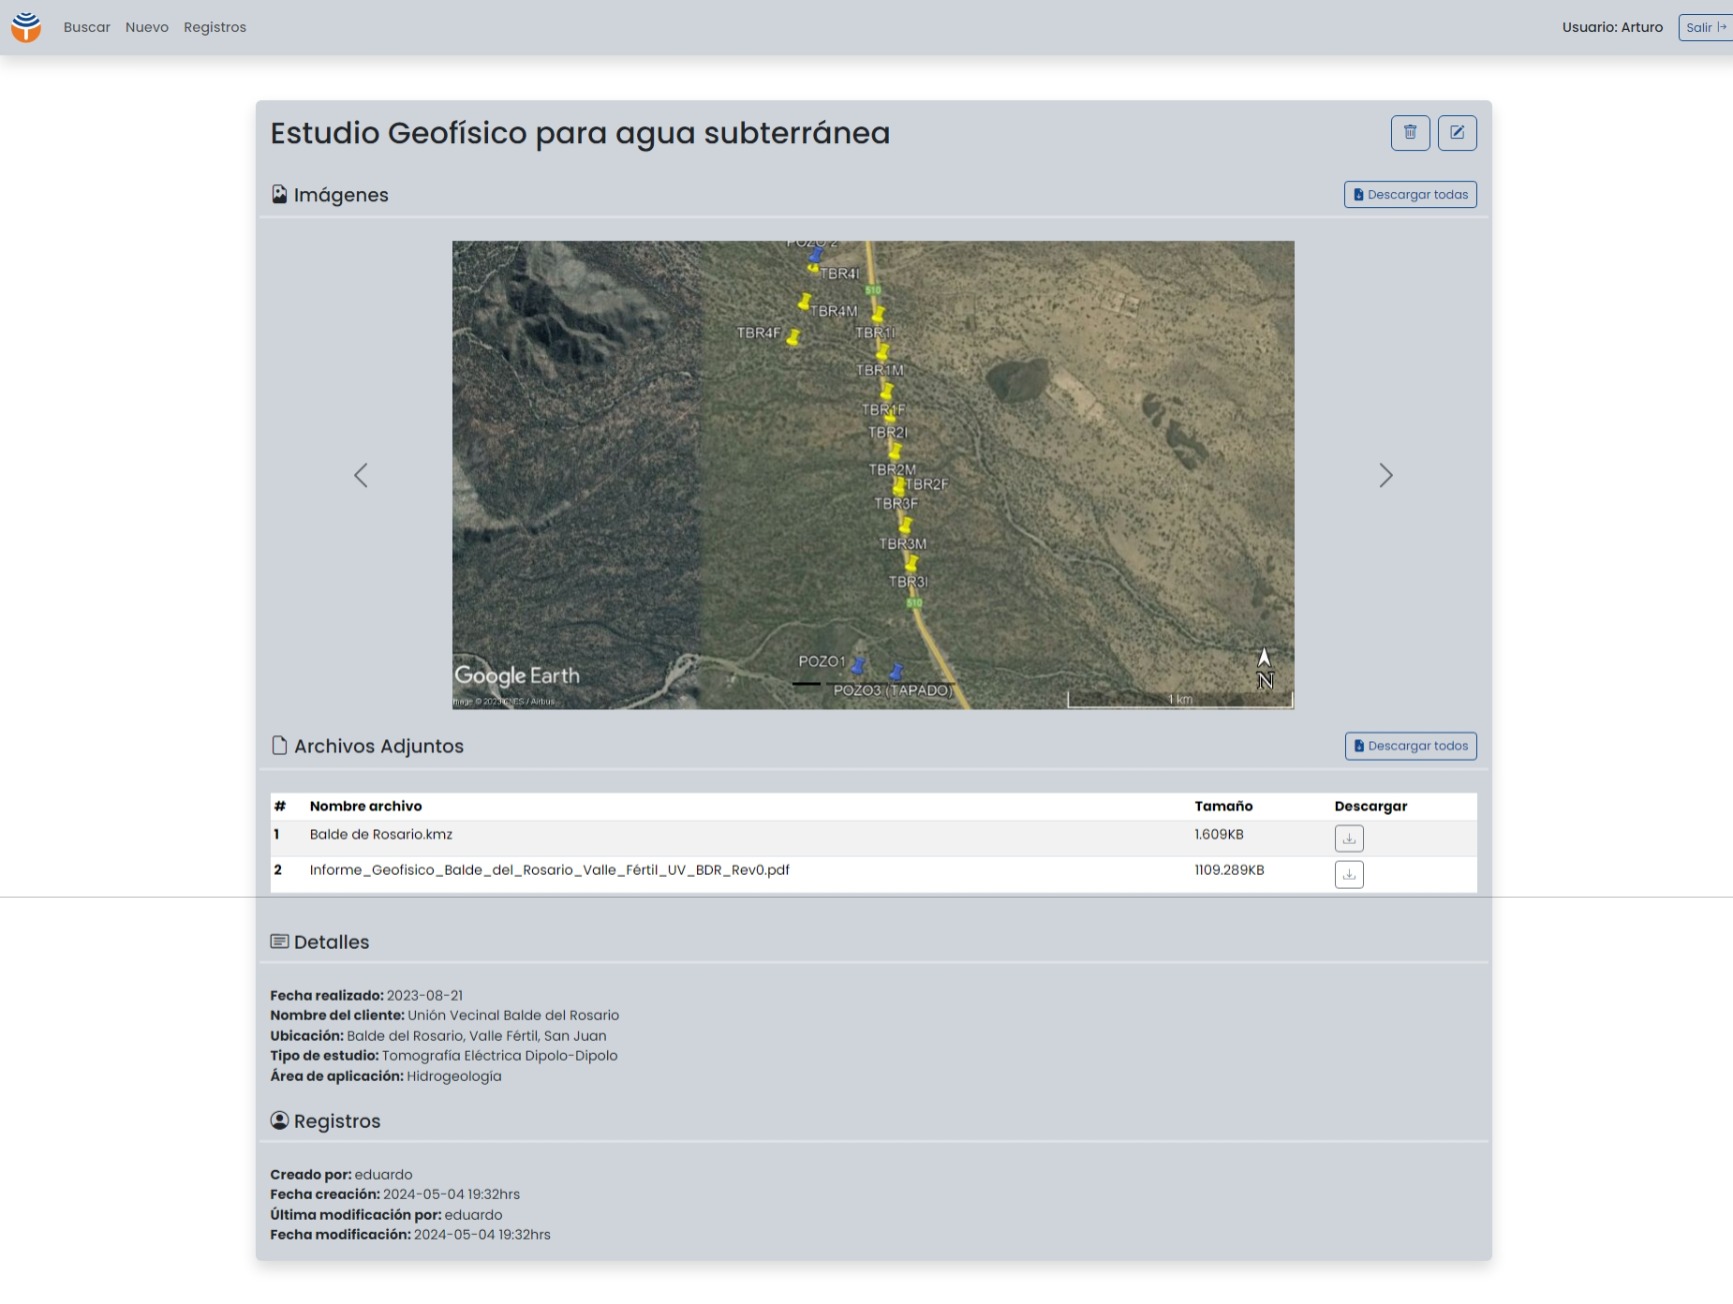 Buscar Nuevo Registros
Usuario: Arturo Salir
Estudio Geofísico para agua subterránea
Imágenes
Descargar todas
POZO 2
TBR4I
510
TBR4M
TBR4F
TBR1I
TBR1M
TBR1F
TBR2I
TBR2M
TBR2F
TBR3F
TBR3M
TBR3I
510
POZO1
POZO3 (TAPADO)
Google Earth
N
1 km
Archivos Adjuntos
Descargar todos
# Nombre archivo Tamaño Descargar
1 Balde de Rosario.kmz 1.609KB
2 Informe_Geofisico_Balde_del_Rosario_Valle_Fértil_UV_BDR_Rev0.pdf 1109.289KB
Detalles
Fecha realizado: 2023-08-21
Nombre del cliente: Unión Vecinal Balde del Rosario
Ubicación: Balde del Rosario, Valle Fértil, San Juan
Tipo de estudio: Tomografía Eléctrica Dipolo-Dipolo
Área de aplicación: Hidrogeología
Registros
Creado por: eduardo
Fecha creación: 2024-05-04 19:32hrs
Última modificación por: eduardo
Fecha modificación: 2024-05-04 19:32hrs